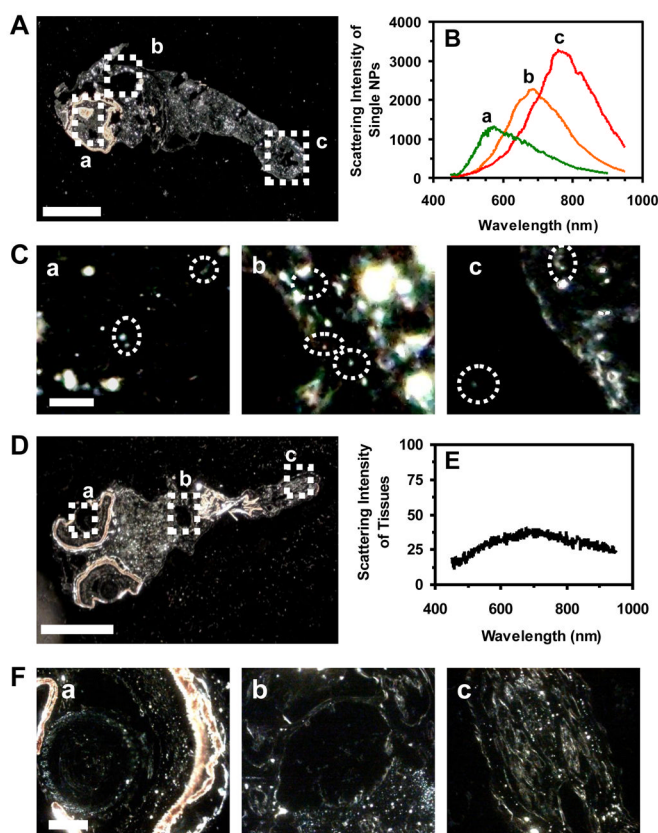 A
b
a
c
B
Scattering Intensity of
Single NPs
4000
3000
2000
1000
0
a
b
c
400
600
800
1000
Wavelength (nm)
C
a
b
c
D
a
b
c
E
Scattering Intensity
of Tissues
100
75
50
25
0
400
600
800
1000
Wavelength (nm)
F
a
b
c